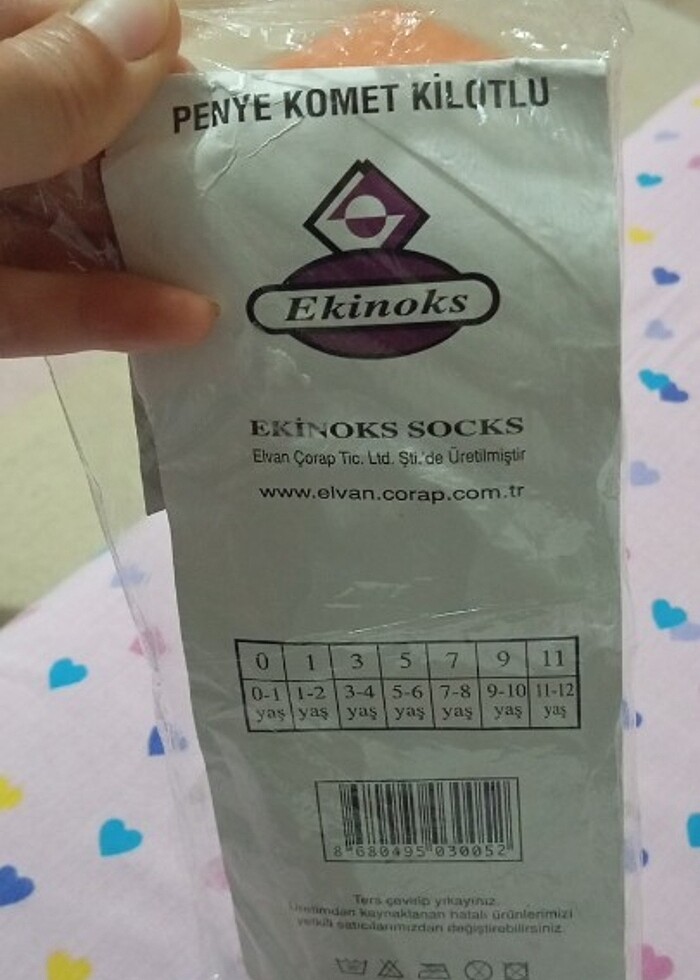 PENYE KOMET KİLOTLU
Ekinoks
EKİNOKS SOCKS
Elvan Çorap Tic. Ltd. Şti.'de Üretilmiştir
www.elvan.corap.com.tr
0 1 3 5 7 9 11
0-1 1-2 3-4 5-6 7-8 9-10 11-12
yaş yaş yaş yaş yaş yaş yaş
8 680495 030052
Ters çevirip yıkayınız.
Üretimden kaynaklanan hatalı ürünlerimizi
yetkili satıcılarımızdan değiştirebilirsiniz.